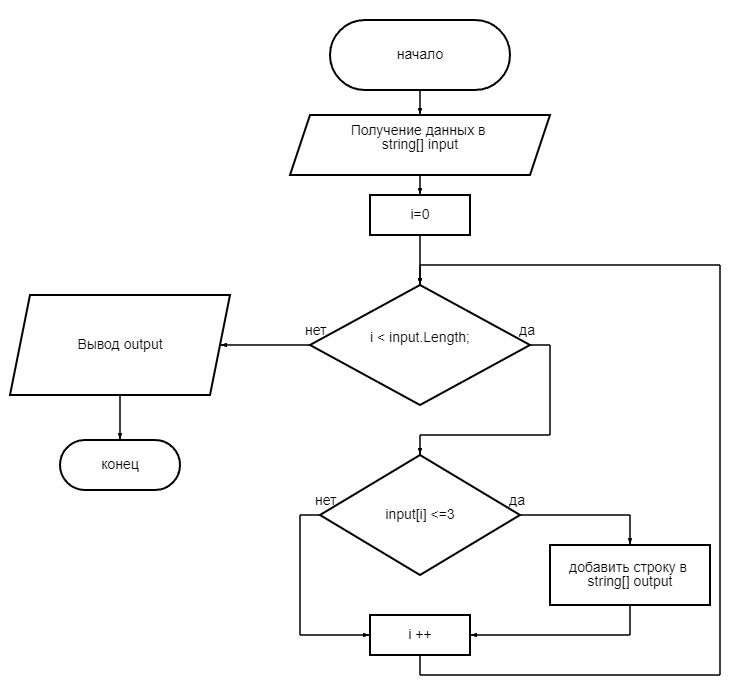 начало
Получение данных в
string[] input
i=0
нет
i < input.Length;
да
Вывод output
конец
нет
input[i] <=3
да
добавить строку в
string[] output
i ++